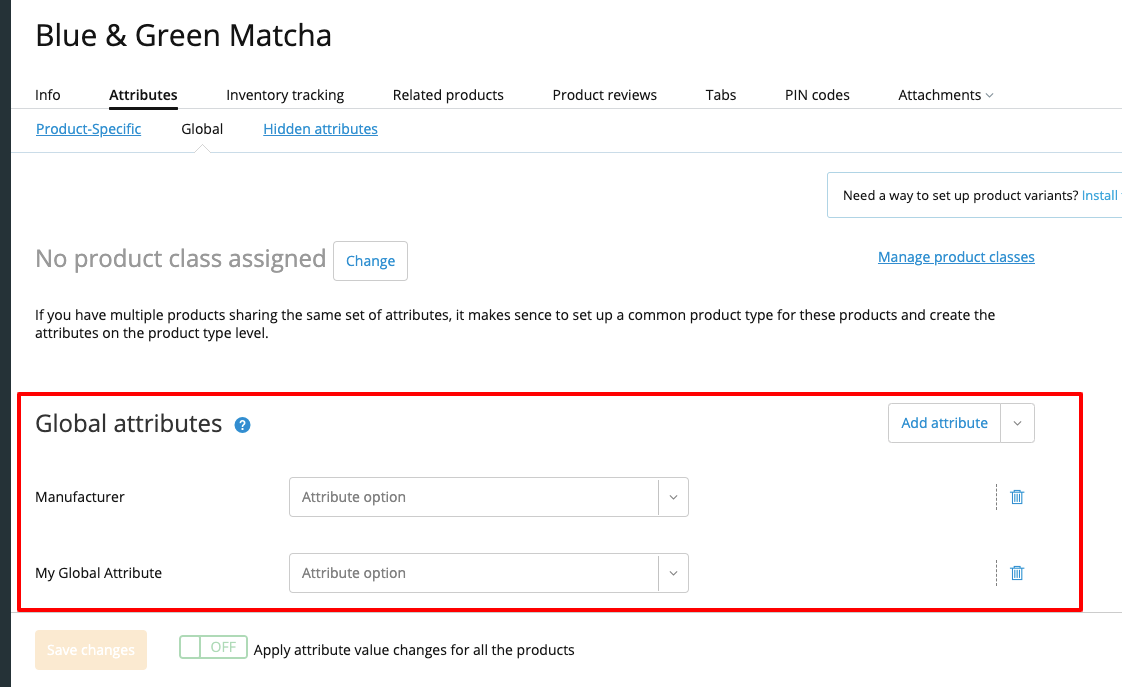 Blue & Green Matcha
Info Attributes Inventory tracking Related products Product reviews Tabs PIN codes Attachments
Product-Specific Global Hidden attributes
Need a way to set up product variants? Install
No product class assigned Change Manage product classes
If you have multiple products sharing the same set of attributes, it makes sence to set up a common product type for these products and create the
attributes on the product type level.
Global attributes ? Add attribute
Manufacturer Attribute option
My Global Attribute Attribute option
Save changes OFF Apply attribute value changes for all the products